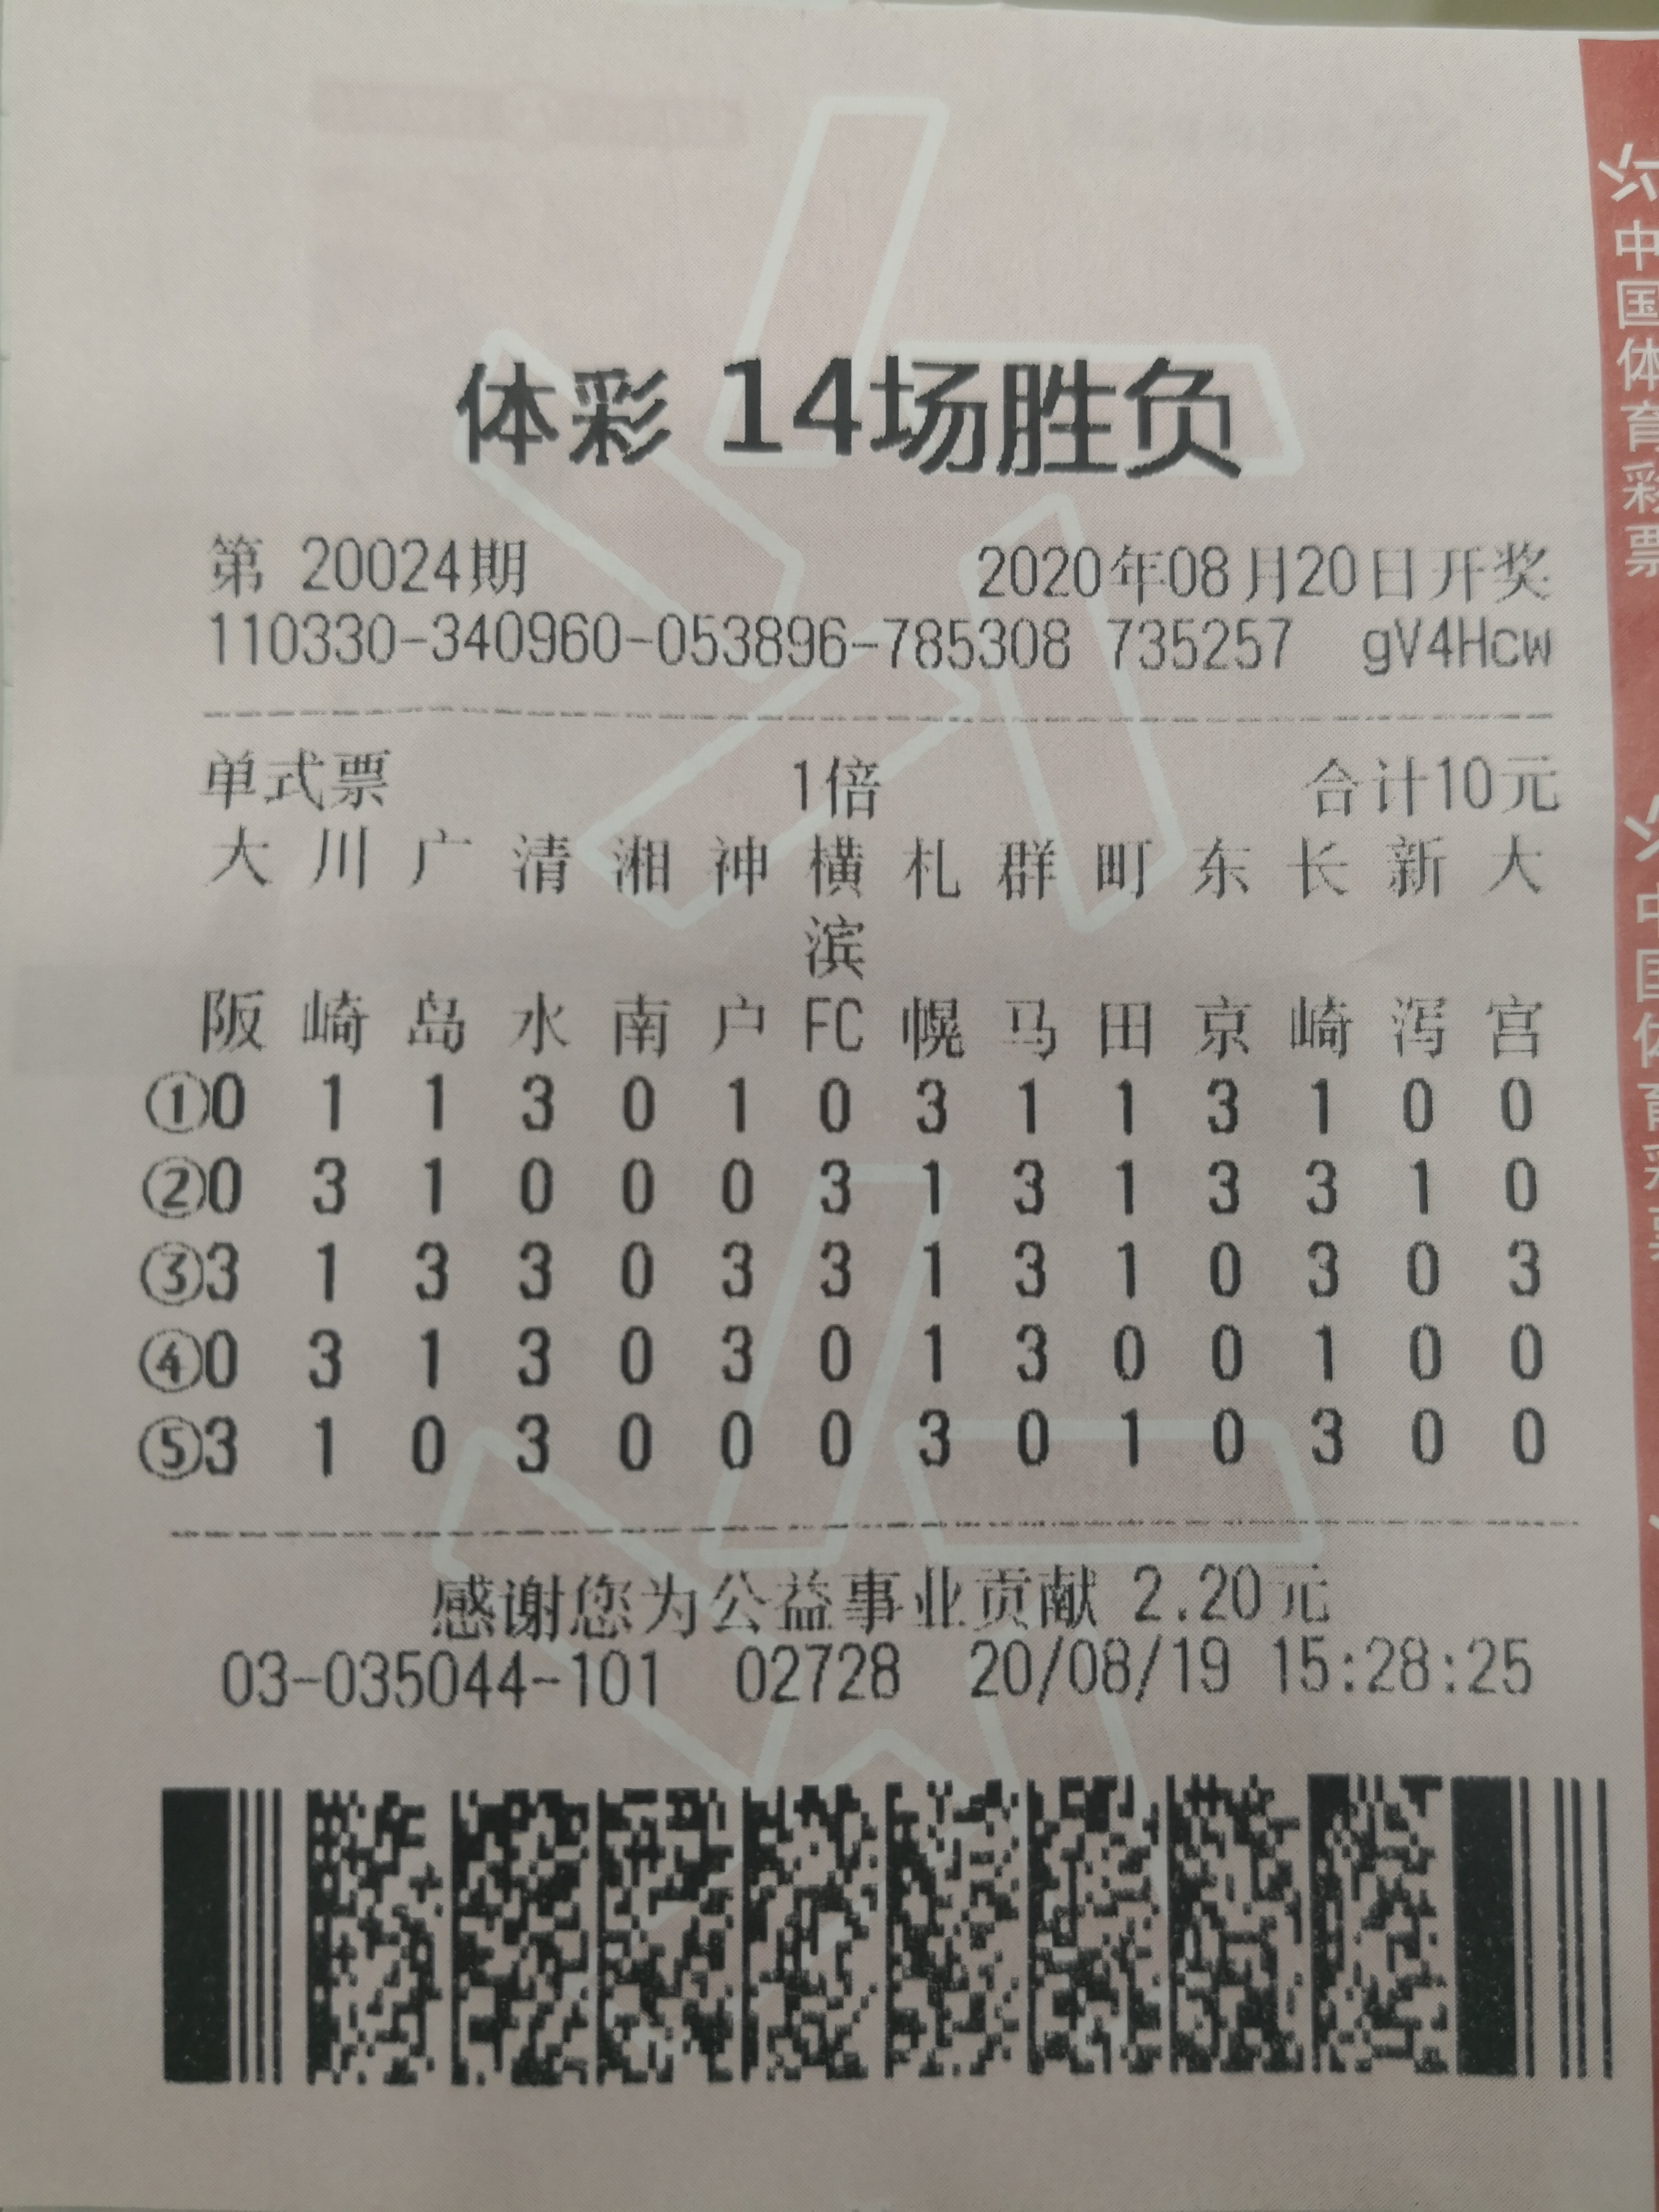 体彩 14场胜负
第 20024期 2020年08月20日开奖
110330-340960-053896-785308 735257 gV4Hcw
单式票 1倍 合计10元
大 川 广 清 湘 神 横 札 群 町 东 长 新 大
滨
阪 崎 岛 水 南 户 FC 幌 马 田 京 崎 泻 宫
①0 1 1 3 0 1 0 3 1 1 3 1 0 0
②0 3 1 0 0 0 3 1 3 1 3 3 1 0
③3 1 3 3 0 3 3 1 3 1 0 3 0 3
④0 3 1 3 0 3 0 1 3 0 0 1 0 0
⑤3 1 0 3 0 0 0 3 0 1 0 3 0 0
感谢您为公益事业贡献 2.20元
03-035044-101 02728 20/08/19 15:28:25
中国体育彩票
中国体育彩票